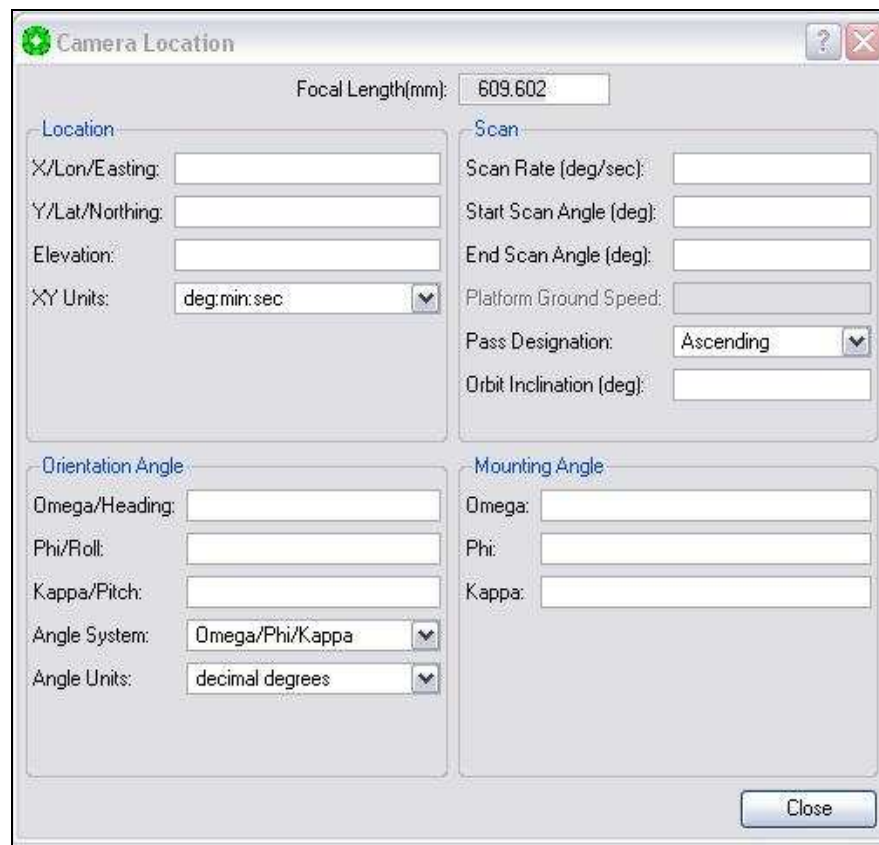 Camera Location
?
Focal Length(mm): 609.602
Location
X/Lon/Easting:
Y/Lat/Northing:
Elevation:
XY Units: deg:min:sec
Scan
Scan Rate (deg/sec):
Start Scan Angle (deg):
End Scan Angle (deg):
Platform Ground Speed:
Pass Designation: Ascending
Orbit Inclination (deg):
Orientation Angle
Omega/Heading:
Phi/Roll:
Kappa/Pitch:
Angle System: Omega/Phi/Kappa
Angle Units: decimal degrees
Mounting Angle
Omega:
Phi:
Kappa:
Close